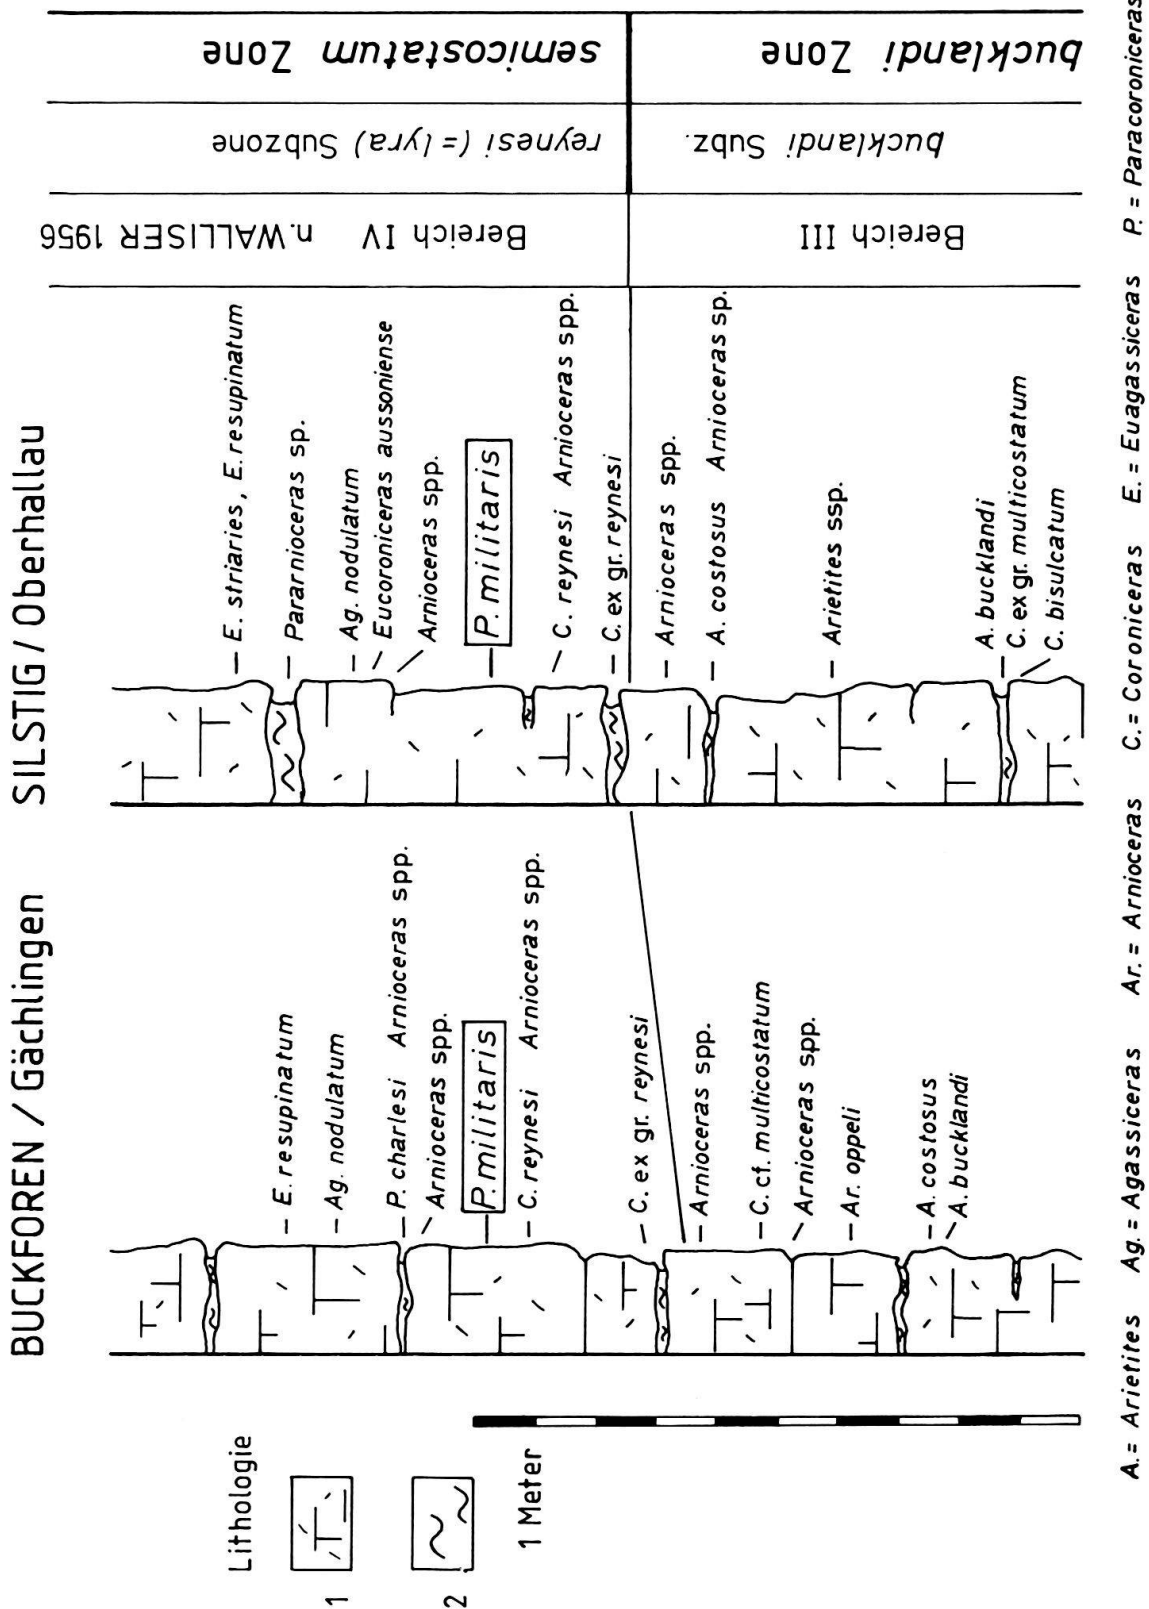 BUCKFOREN / Gächlingen
SILSTIG / Oberhallau
semicostatum Zone
bucklandi Zone
reynesi (= lyra) Subzone
bucklandi Subz.
Bereich IV n. WALLISER 1956
Bereich III
E. striaries, E. resupinatum
Pararnioceras sp.
Ag. nodulatum
Eucoroniceras aussoniense
Arnioceras spp.
P. militaris
C. reynesi Arnioceras spp.
C. ex gr. reynesi
Arnioceras spp.
A. costosus Arnioceras sp.
Arietites ssp.
A. bucklandi
C. ex gr. multicostatum
C. bisulcatum
E. resupinatum
Ag. nodulatum
P. charlesi Arnioceras spp.
Arnioceras spp.
P. militaris
C. reynesi Arnioceras spp.
C. ex gr. reynesi
Arnioceras spp.
C. cf. multicostatum
Arnioceras spp.
Ar. oppeli
A. costosus
A. bucklandi
Lithologie
1
2
1 Meter
A. = Arietites Ag. = Agassiceras Ar. = Arnioceras C. = Coroniceras E. = Euagassiceras P. = Paracoroniceras